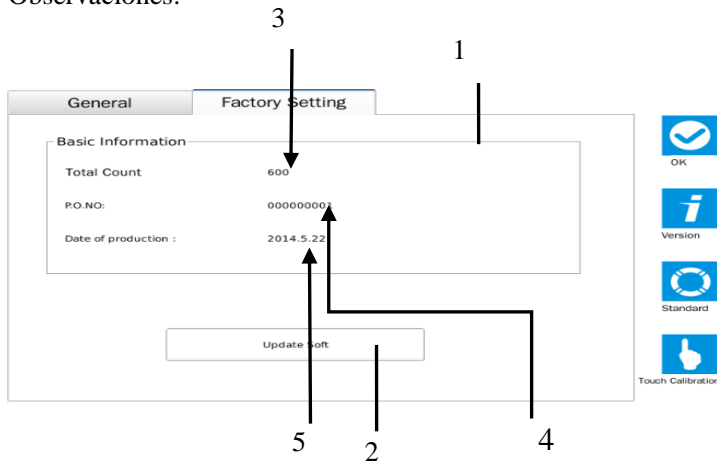 Observaciones:
3
1
General
Factory Setting
Basic Information
Total Count 600
P.O.NO: 000000001
Date of production : 2014.5.22
Update Soft
OK
Version
Standard
Touch Calibration
5
2
4